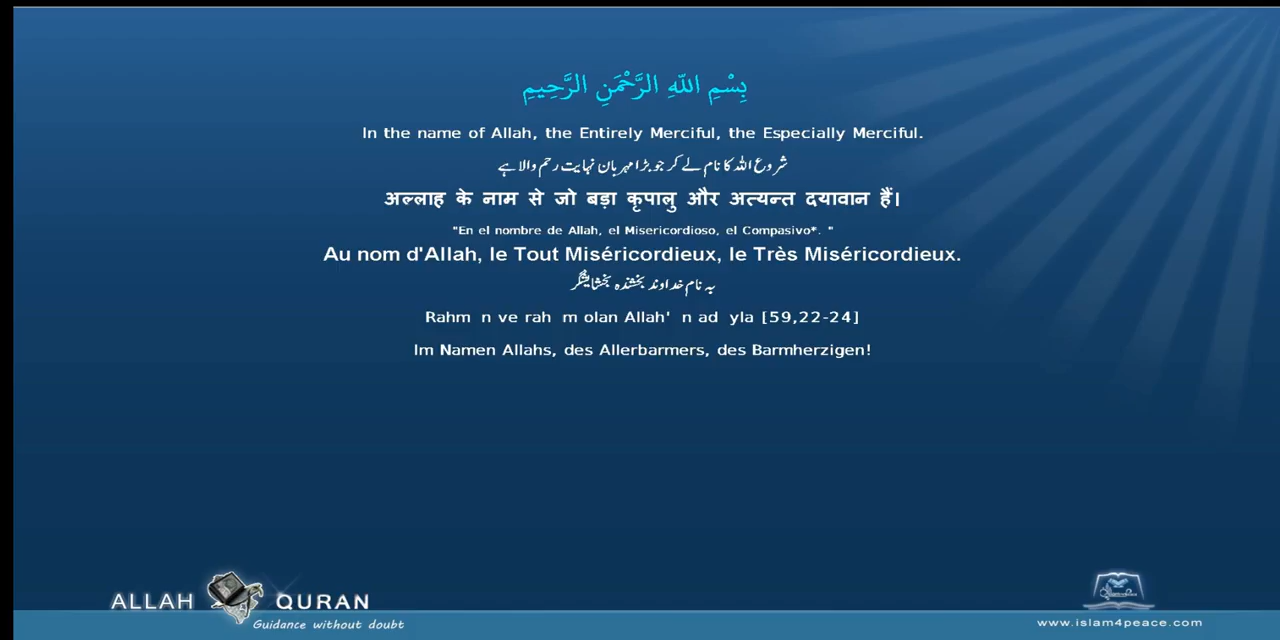 بِسْمِ اللّٰهِ الرَّحْمَنِ الرَّحِيمِ
In the name of Allah, the Entirely Merciful, the Especially Merciful.
شروع الله کا نام لے کر جو بڑا مہربان نہایت رحم والا ہے
अल्लाह के नाम से जो बड़ा कृपालु और अत्यन्त दयावान हैं।
"En el nombre de Allah, el Misericordioso, el Compasivo*. "
Au nom d'Allah, le Tout Miséricordieux, le Très Miséricordieux.
به نام خداوند بخشنده بخشایشگر
Rahm n ve rah m olan Allah' n ad yla [59,22-24]
Im Namen Allahs, des Allerbarmers, des Barmherzigen!
ALLAH QURAN
Guidance without doubt
www.islam4peace.com